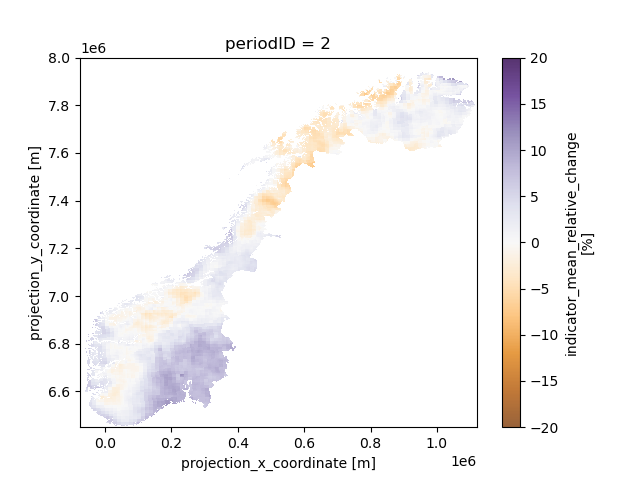 periodID = 2
1e6
8.0
7.8
7.6
7.4
7.2
7.0
6.8
6.6
projection_y_coordinate [m]
0.0 0.2 0.4 0.6 0.8 1.0
1e6
projection_x_coordinate [m]
20
15
10
5
0
−5
−10
−15
−20
indicator_mean_relative_change
[%]